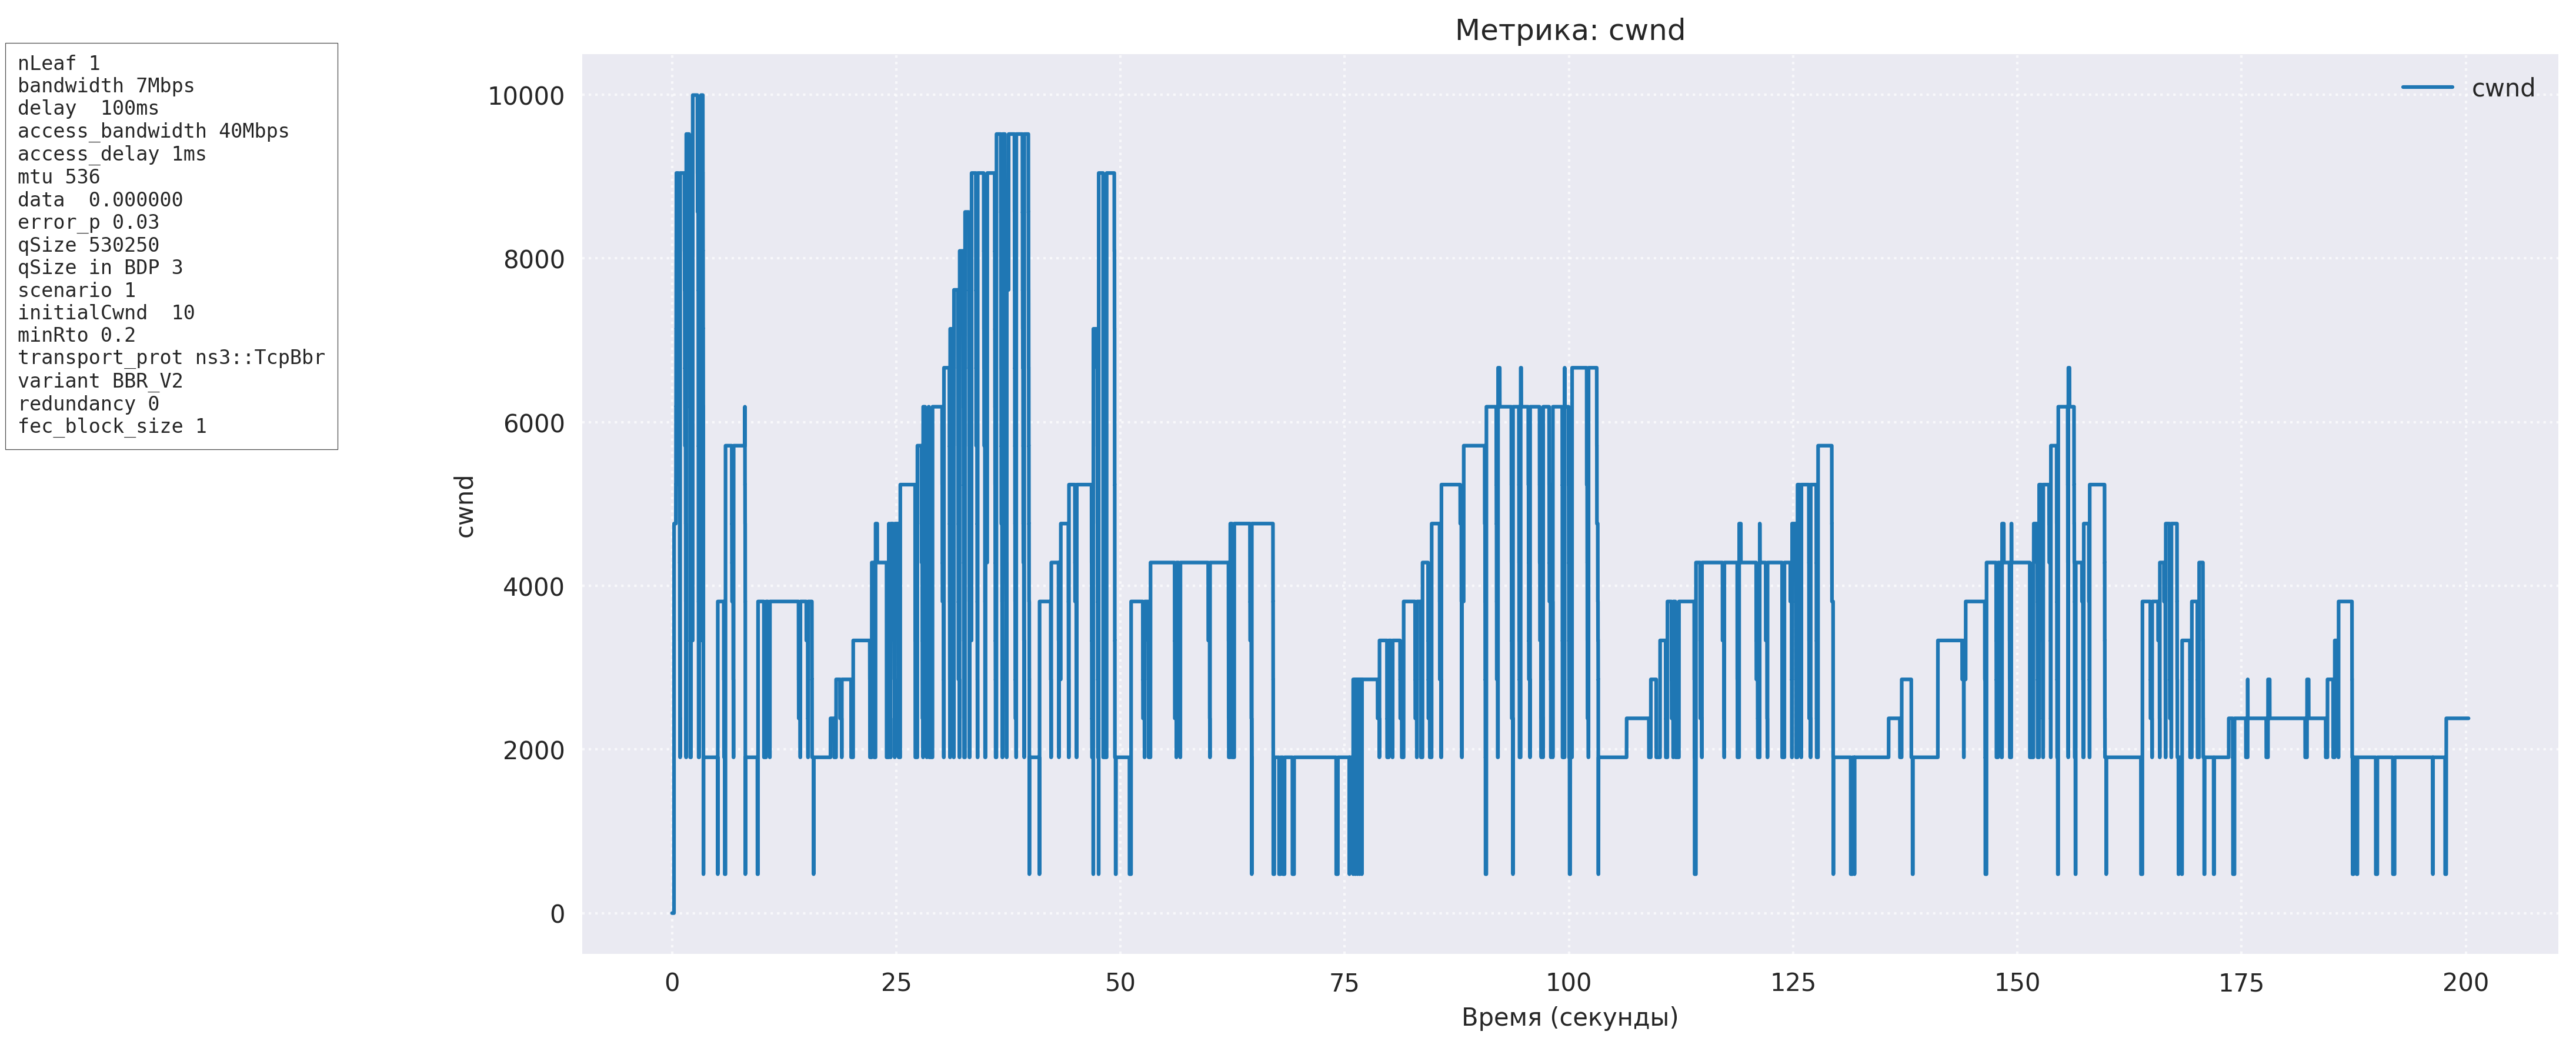 nLeaf 1
bandwidth 7Mbps
delay  100ms
access_bandwidth 40Mbps
access_delay 1ms
mtu 536
data  0.000000
error_p 0.03
qSize 530250
qSize in BDP 3
scenario 1
initialCwnd  10
minRto 0.2
transport_prot ns3::TcpBbr
variant BBR_V2
redundancy 0
fec_block_size 1
Метрика: cwnd
cwnd
10000
8000
6000
4000
2000
0
cwnd
0 25 50 75 100 125 150 175 200
Время (секунды)